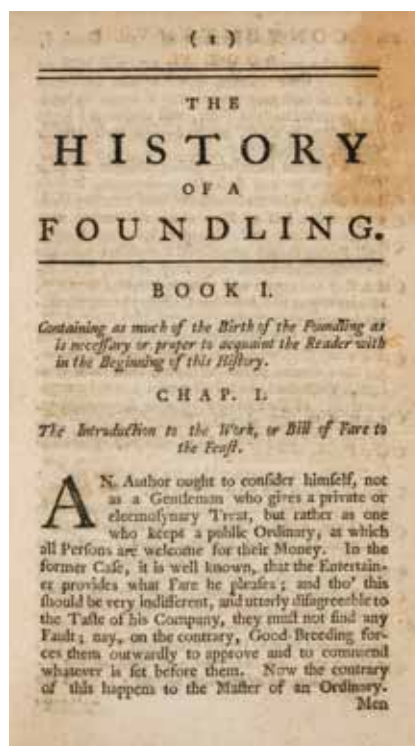 ( 1 )
THE
HISTORY
OF A
FOUNDLING.
BOOK I.
Containing as much of the Birth of the Foundling as
is neceſſary or proper to acquaint the Reader with
in the Beginning of this Hiſtory.
CHAP. I.
The Introduction to the Work, or Bill of Fare to
the Feaſt.
AN Author ought to conſider himſelf, not
as a Gentleman who gives a private or
eleemoſynary Treat, but rather as one
who keeps a public Ordinary, at which
all Perſons are welcome for their Money. In the
former Caſe, it is well known, that the Entertain-
er provides what Fare he pleaſes; and tho' this
ſhould be very indifferent, and utterly diſagreeable to
the Taſte of his Company, they muſt not find any
Fault; nay, on the contrary, Good-Breeding for-
ces them outwardly to approve and to commend
whatever is ſet before them. Now the contrary
of this happens to the Maſter of an Ordinary.
Men